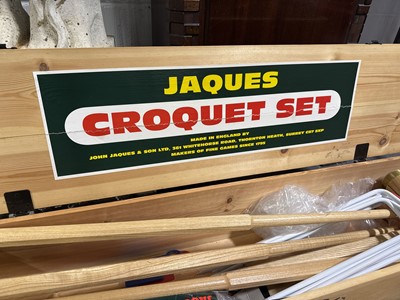 JAQUES
CROQUET SET
MADE IN ENGLAND BY
JOHN JAQUES & SON LTD, 361 WHITEHORSE ROAD, THORNTON HEATH, SURREY CR7 8XP
MAKERS OF FINE GAMES SINCE 1795